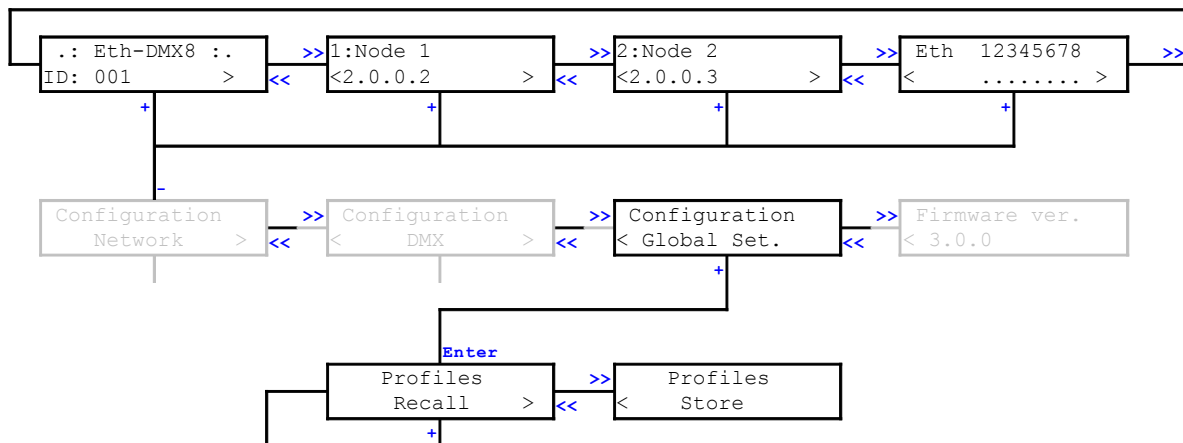 .: Eth-DMX8 :. >> 1:Node 1 >> 2:Node 2 >> Eth 12345678 >>
ID: 001 > << <2.0.0.2 > << <2.0.0.3 > << < ........ >
+ + + +
-
Configuration >> Configuration >> Configuration >> Firmware ver.
Network > << < DMX > << < Global Set. << < 3.0.0
+
Enter
Profiles >> Profiles
Recall > << < Store
+